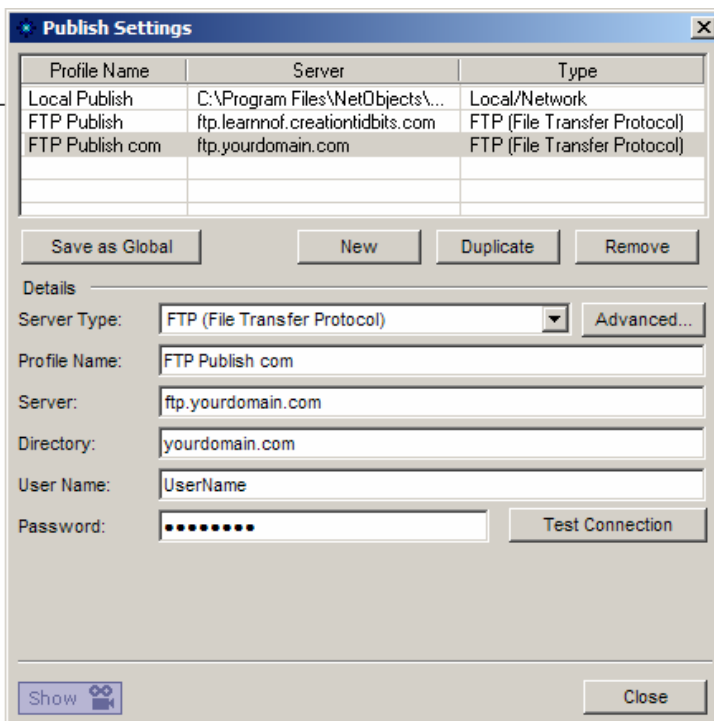 Publish Settings
Profile Name Server Type
Local Publish C:\Program Files\NetObjects\... Local/Network
FTP Publish ftp.learnnof.creationtidbits.com FTP (File Transfer Protocol)
FTP Publish com ftp.yourdomain.com FTP (File Transfer Protocol)
Save as Global New Duplicate Remove
Details
Server Type: FTP (File Transfer Protocol) Advanced...
Profile Name: FTP Publish com
Server: ftp.yourdomain.com
Directory: yourdomain.com
User Name: UserName
Password: ●●●●●●●● Test Connection
Show Close